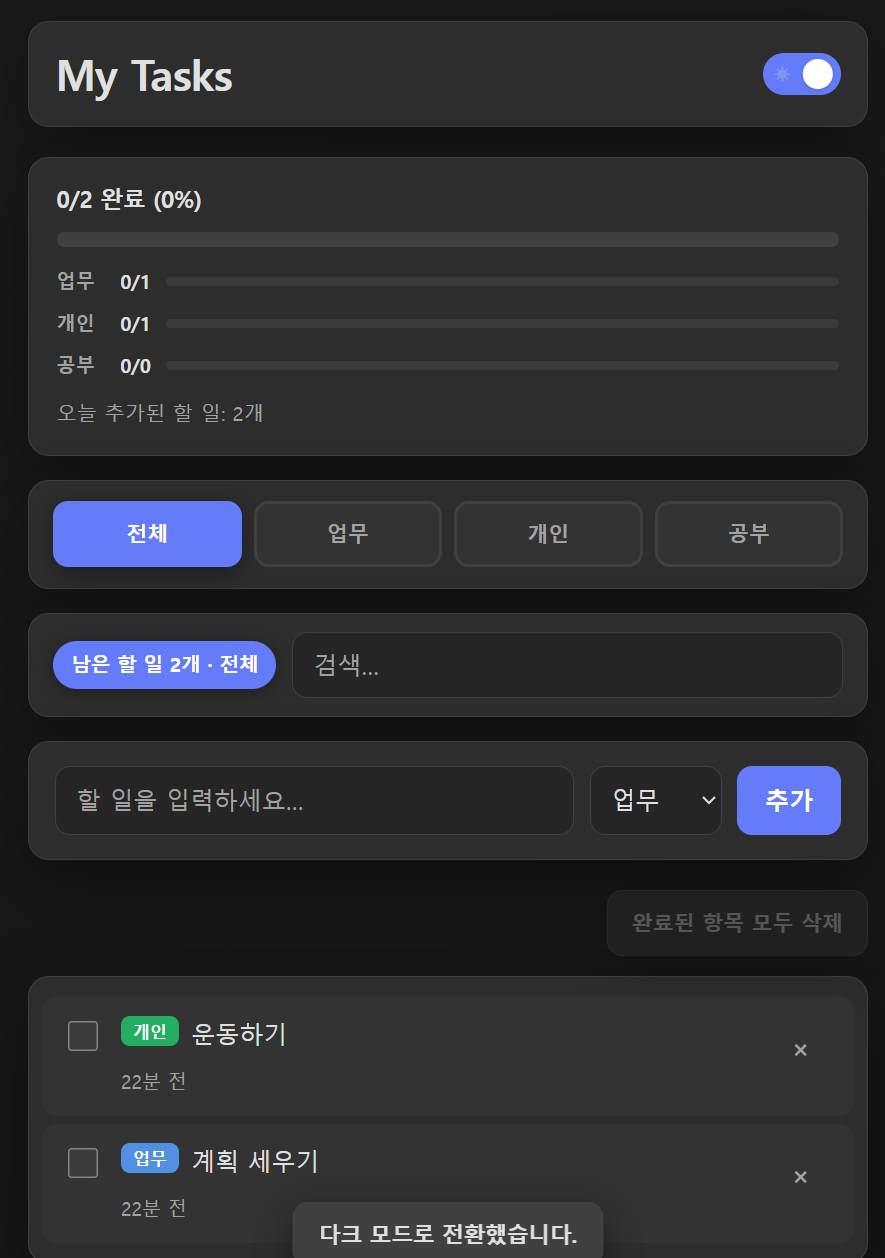 My Tasks
0/2 완료 (0%)
업무 0/1
개인 0/1
공부 0/0
오늘 추가된 할 일: 2개
전체 업무 개인 공부
남은 할 일 2개 · 전체 검색...
할 일을 입력하세요... 업무 추가
완료된 항목 모두 삭제
개인 운동하기 ×
22분 전
업무 계획 세우기 ×
22분 전
다크 모드로 전환했습니다.